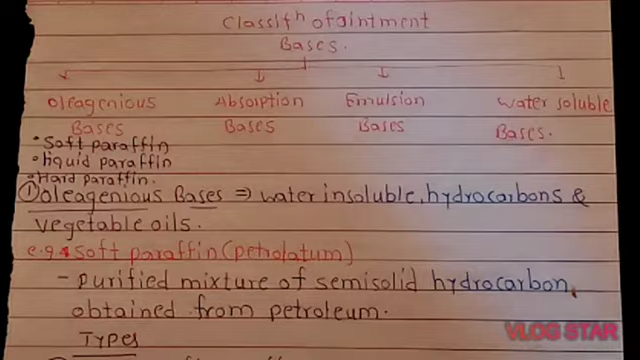 Classifⁿ of ointment
Bases.
Oleagenious Bases
Absorption Bases
Emulsion Bases
water soluble Bases.
• Soft paraffin
• liquid paraffin
• Hard paraffin.
① Oleagenious Bases ⇒ water insoluble, hydrocarbons &
vegetable oils.
e.g. soft paraffin (petrolatum)
- purified mixture of semisolid hydrocarbon,
obtained from petroleum.
Types
VLOG STAR